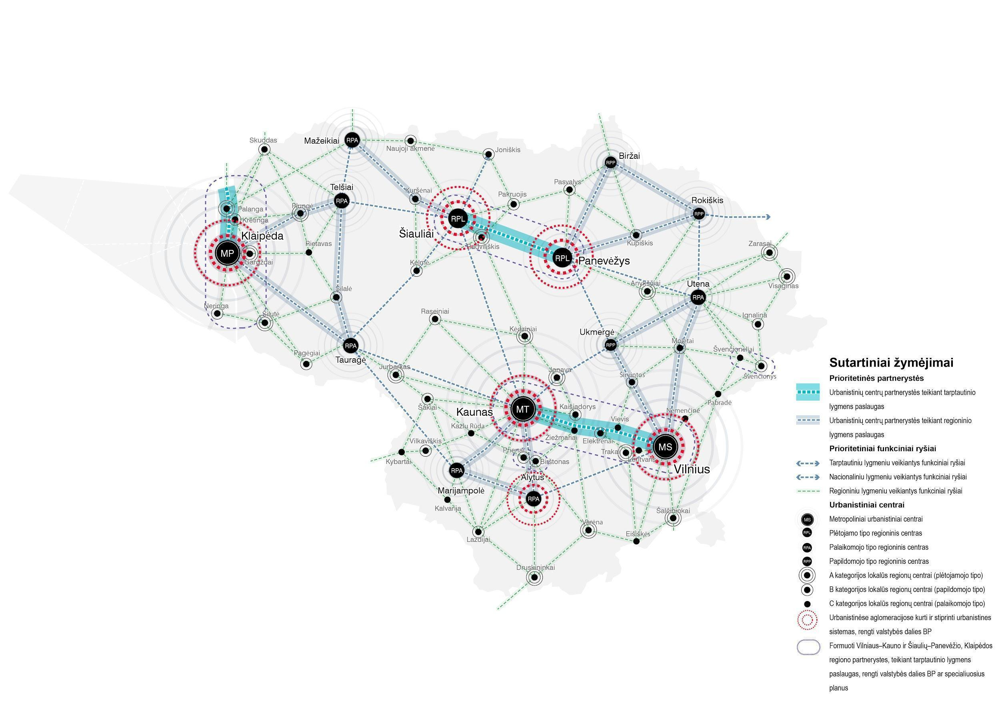 Skuodas
Mažeikiai
RPA
Naujoji akmenė
Joniškis
Biržai
RPP
Telšiai
RPA
Kuršėnai
Pakruojis
Pasvalys
Rokiškis
RPP
Palanga
Kretinga
Plungė
Šiauliai
RPL
Radviliškis
RPL
Panevėžys
Kupiškis
Klaipėda
MP
Gargždai
Rietavas
Kelmė
Zarasai
Visaginas
Anykščiai
Utena
RPA
Neringa
Šilutė
Šilalė
Raseiniai
Kėdainiai
Ukmergė
RPP
Molėtai
Ignalina
Švenčionėliai
Švenčionys
Pagėgiai
RPA
Tauragė
Jurbarkas
Jonava
Širvintos
Pabradė
Nemenčinė
Šakiai
Kaunas
MT
Kaišiadorys
Vievis
Kazlų Rūda
Žiežmariai
Elektrėnai
Vilkaviškis
Kybartai
Prienai
Birštonas
Trakai
Lentvaris
MS
Vilnius
RPA
Marijampolė
Alytus
RPA
Kalvarija
Lazdijai
Varėna
Eišiškės
Šalčininkai
Druskininkai
Sutartiniai žymėjimai
Prioritetinės partnerystės
Urbanistinių centrų partnerystės teikiant tarptautinio
lygmens paslaugas
Urbanistinių centrų partnerystės teikiant regioninio
lygmens paslaugas
Prioritetiniai funkciniai ryšiai
Tarptautiniu lygmeniu veikiantys funkciniai ryšiai
Nacionaliniu lygmeniu veikiantys funkciniai ryšiai
Regioniniu lygmeniu veikiantys funkciniai ryšiai
Urbanistiniai centrai
MS Metropoliniai urbanistiniai centrai
RPL Plėtojamo tipo regioninis centras
RPA Palaikomojo tipo regioninis centras
RPP Papildomojo tipo regioninis centras
A kategorijos lokalūs regionų centrai (plėtojamojo tipo)
B kategorijos lokalūs regionų centrai (papildomojo tipo)
C kategorijos lokalūs regionų centrai (palaikomojo tipo)
Urbanistinėse aglomeracijose kurti ir stiprinti urbanistines
sistemas, rengti valstybės dalies BP
Formuoti Vilniaus–Kauno ir Šiaulių–Panevėžio, Klaipėdos
regiono partnerystes, teikiant tarptautinio lygmens
paslaugas, rengti valstybės dalies BP ar specialiuosius
planus